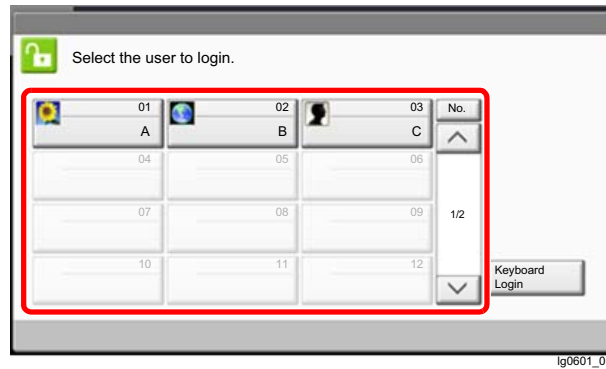 Select the user to login.
01 02 03 No.
A B C
04 05 06
07 08 09 1/2
10 11 12
Keyboard
Login
lg0601_0